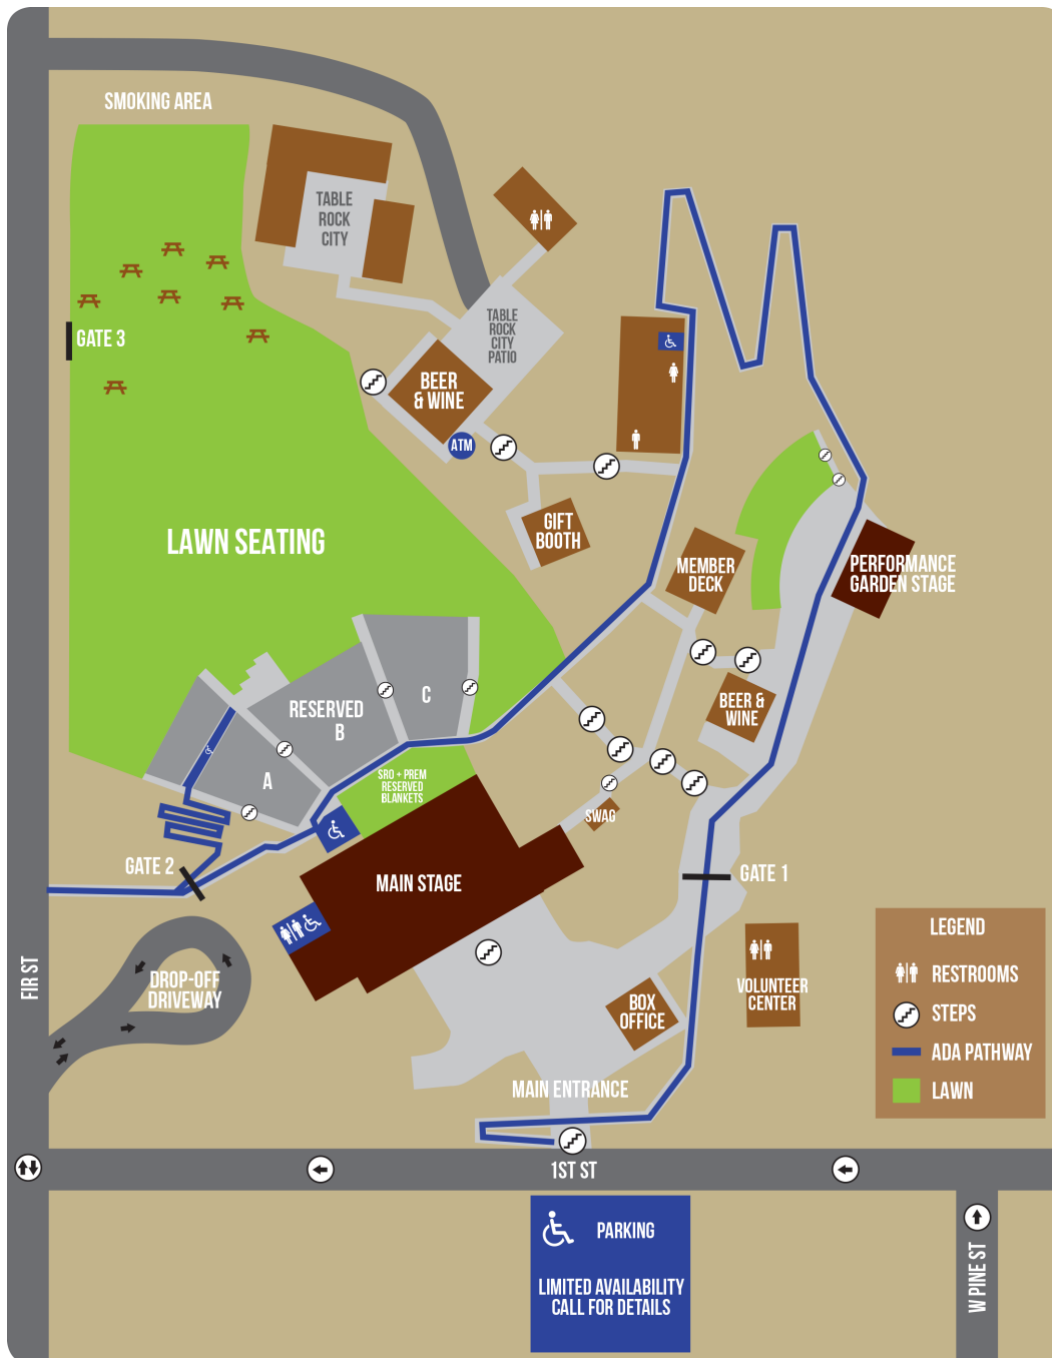 SMOKING AREA
TABLE
ROCK
CITY
TABLE
ROCK
CITY
PATIO
GATE 3
BEER
& WINE
ATM
GIFT
BOOTH
LAWN SEATING
MEMBER
DECK
PERFORMANCE
GARDEN STAGE
BEER &
WINE
C
RESERVED
B
A
SRO + PREM
RESERVED
BLANKETS
SWAG
GATE 2
MAIN STAGE
GATE 1
DROP-OFF
DRIVEWAY
FIR ST
VOLUNTEER
CENTER
BOX
OFFICE
MAIN ENTRANCE
LEGEND
RESTROOMS
STEPS
ADA PATHWAY
LAWN
1ST ST
PARKING
LIMITED AVAILABILITY
CALL FOR DETAILS
W PINE ST